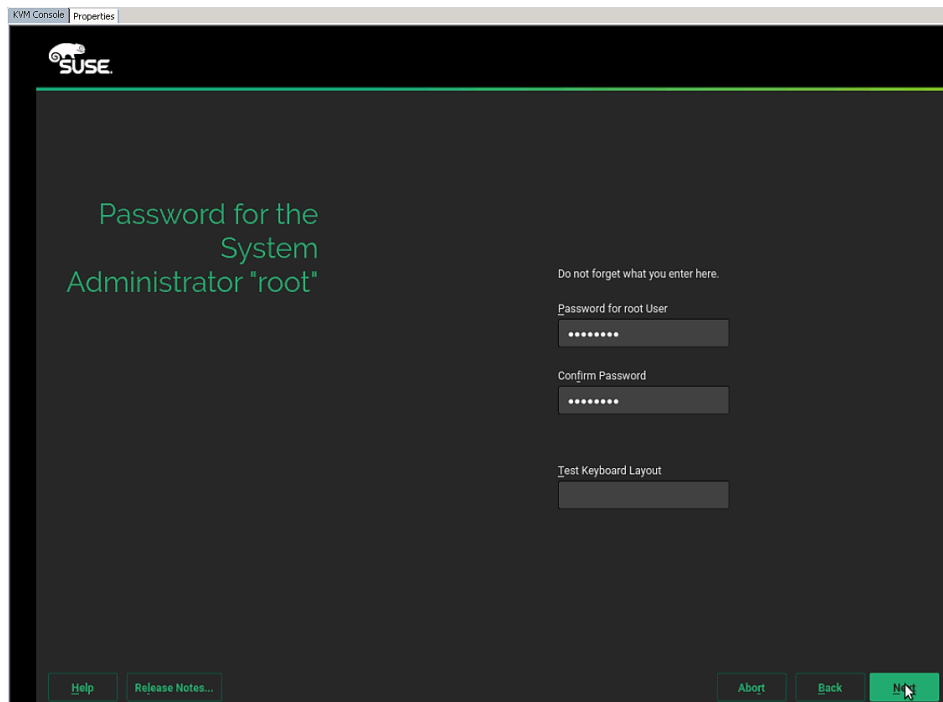 KVM Console Properties
SUSE.
Password for the
System
Administrator "root"
Do not forget what you enter here.
Password for root User
••••••••
Confirm Password
••••••••
Test Keyboard Layout
Help Release Notes... Abort Back Next